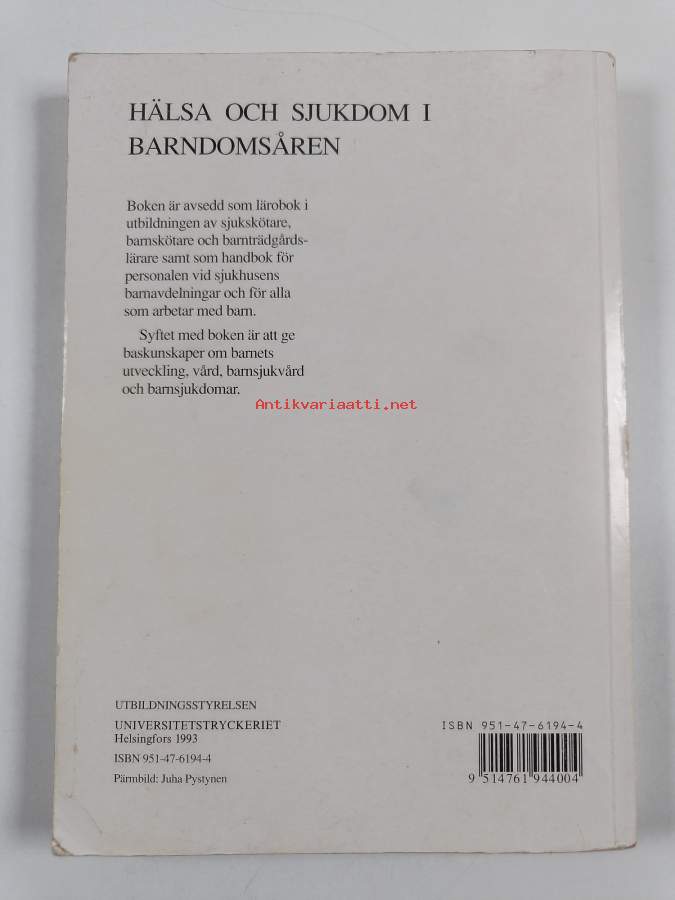 HÄLSA OCH SJUKDOM I
BARNDOMSÅREN
Boken är avsedd som lärobok i
utbildningen av sjukskötare,
barnskötare och barnträdgårds-
lärare samt som handbok för
personalen vid sjukhusens
barnavdelningar och för alla
som arbetar med barn.
Syftet med boken är att ge
baskunskaper om barnets
utveckling, vård, barnsjukvård
och barnsjukdomar.
Antikvariaatti.net
UTBILDNINGSSTYRELSEN
UNIVERSITETSTRYCKERIET
Helsingfors 1993
ISBN 951-47-6194-4
Pärmbild: Juha Pystynen
ISBN 951-47-6194-4
9 514761 944004